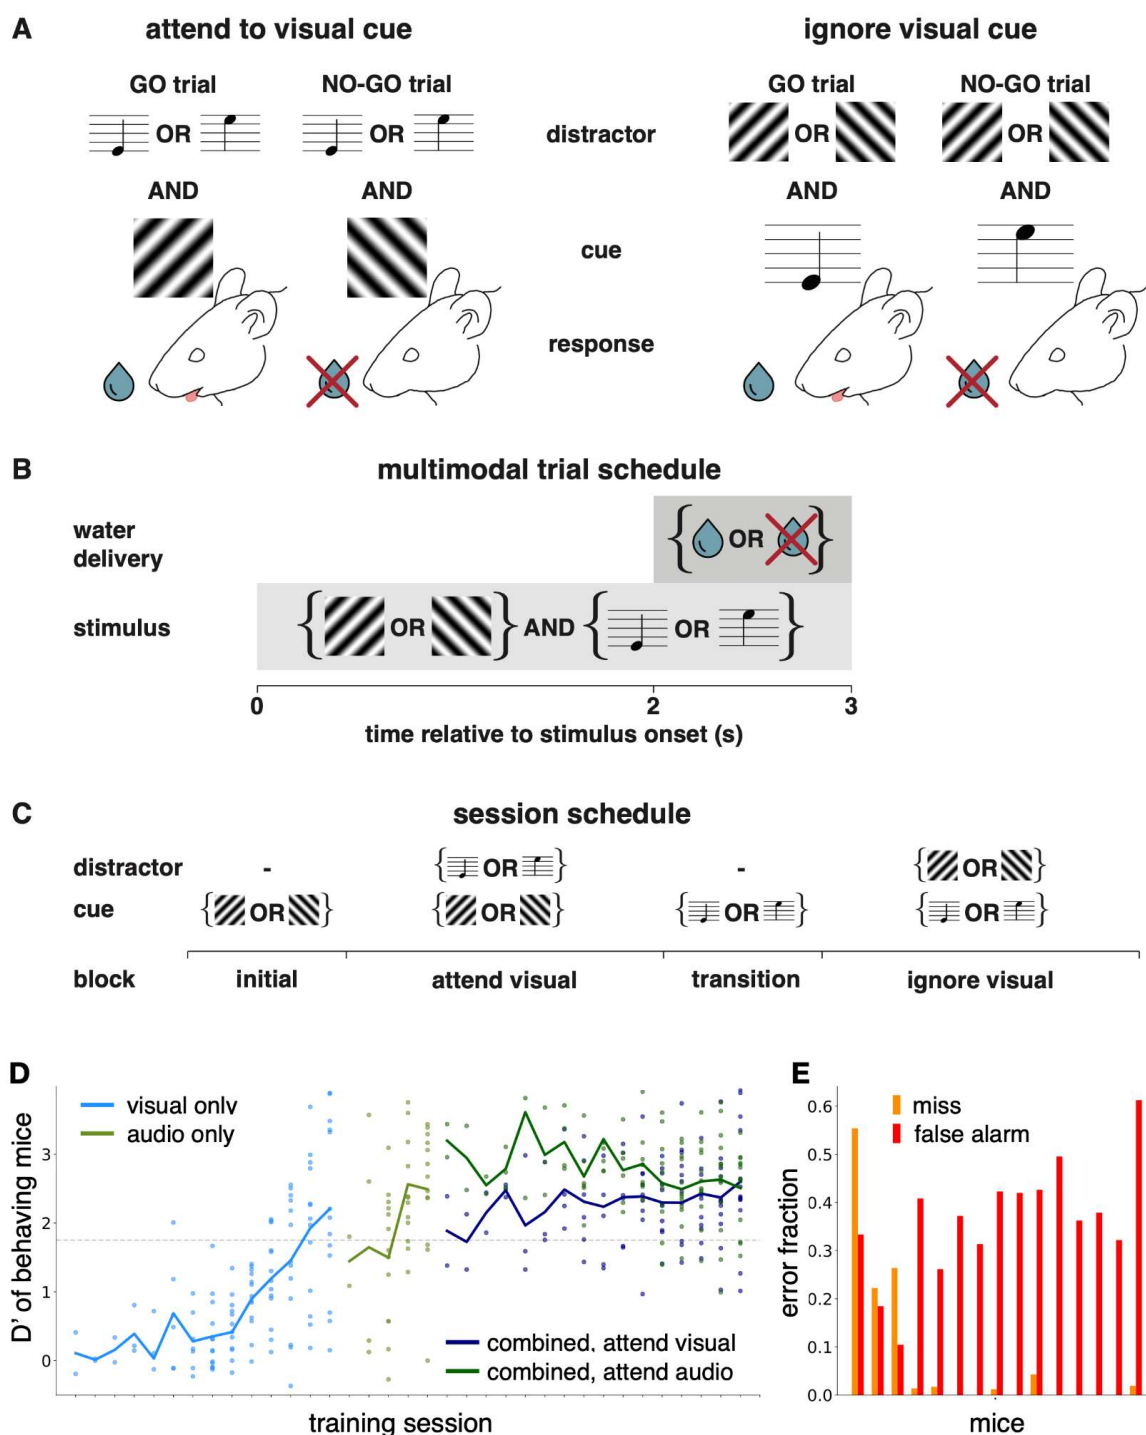 A
attend to visual cue
ignore visual cue
GO trial
NO-GO trial
GO trial
NO-GO trial
OR
OR
distractor
OR
OR
AND
AND
AND
AND
cue
response
B
multimodal trial schedule
water
delivery
OR
stimulus
OR
AND
OR
0
2
3
time relative to stimulus onset (s)
C
session schedule
distractor
-
{ OR }
-
{ OR }
cue
{ OR }
{ OR }
{ OR }
{ OR }
block
initial
attend visual
transition
ignore visual
D
visual only
audio only
3
2
1
0
D' of behaving mice
combined, attend visual
combined, attend audio
training session
E
miss
false alarm
0.6
0.5
0.4
0.3
0.2
0.1
0.0
error fraction
mice